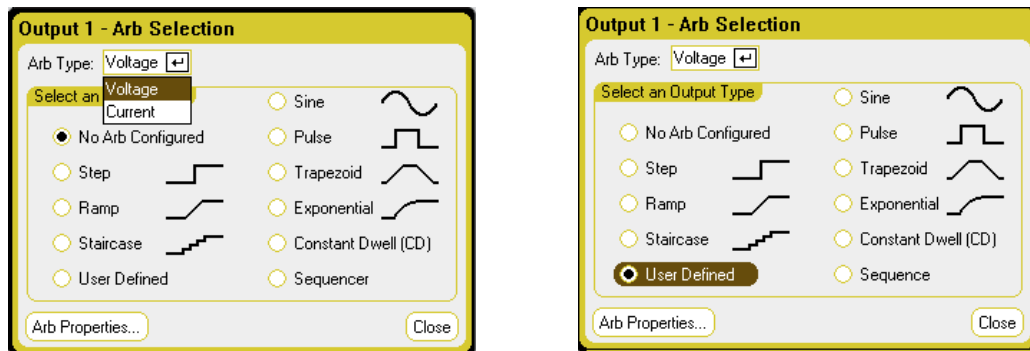 Output 1 - Arb Selection
Arb Type: Voltage
Voltage
Current
Select an
No Arb Configured
Step
Ramp
Staircase
User Defined
Sine
Pulse
Trapezoid
Exponential
Constant Dwell (CD)
Sequencer
Arb Properties...
Close
Output 1 - Arb Selection
Arb Type: Voltage
Select an Output Type
No Arb Configured
Step
Ramp
Staircase
User Defined
Sine
Pulse
Trapezoid
Exponential
Constant Dwell (CD)
Sequence
Arb Properties...
Close